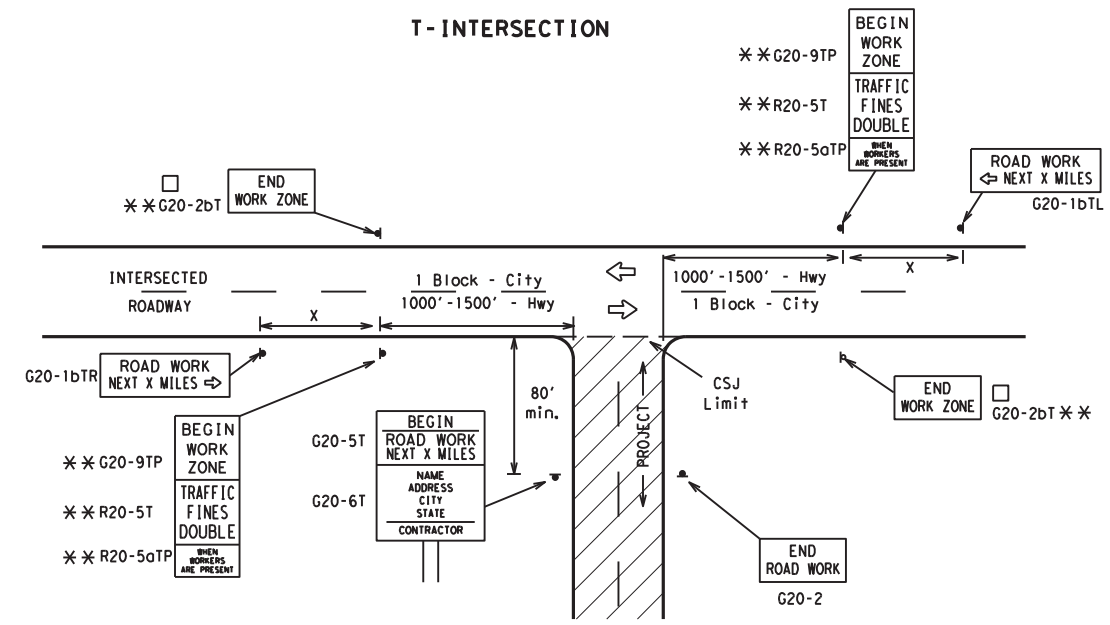 T-INTERSECTION
BEGIN
WORK
ZONE
**G20-9TP
TRAFFIC
FINES
DOUBLE
**R20-5T
WHEN
WORKERS
ARE PRESENT
**R20-5aTP
ROAD WORK
⇦ NEXT X MILES
G20-1bTL
END
WORK ZONE
□
**G20-2bT
INTERSECTED
ROADWAY
1 Block - City
1000'-1500' - Hwy
X
1000'-1500' - Hwy
1 Block - City
X
ROAD WORK
NEXT X MILES ⇨
G20-1bTR
BEGIN
WORK
ZONE
**G20-9TP
TRAFFIC
FINES
DOUBLE
**R20-5T
WHEN
WORKERS
ARE PRESENT
**R20-5aTP
BEGIN
ROAD WORK
NEXT X MILES
G20-5T
NAME
ADDRESS
CITY
STATE
CONTRACTOR
G20-6T
80'
min.
PROJECT
CSJ
Limit
END
WORK ZONE
□
G20-2bT **
END
ROAD WORK
G20-2